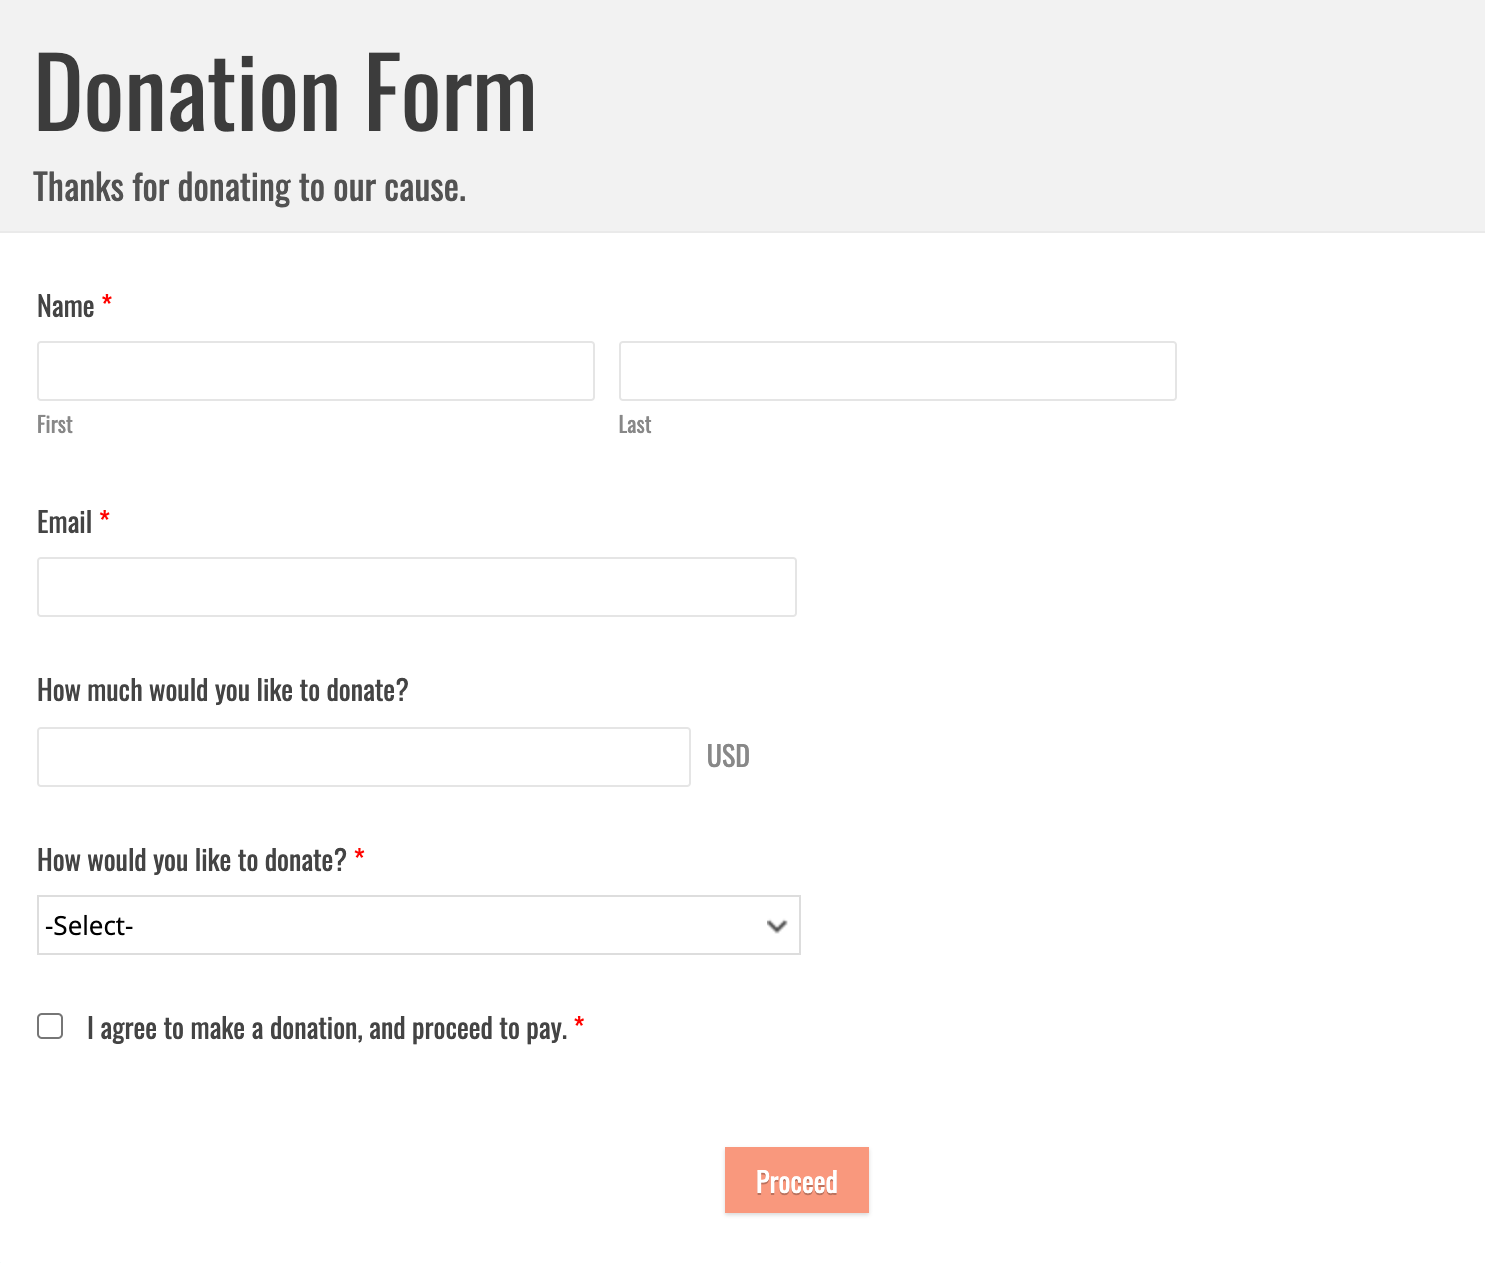 Donation Form
Thanks for donating to our cause.
Name *
First Last
Email *
How much would you like to donate?
USD
How would you like to donate? *
-Select-
I agree to make a donation, and proceed to pay. *
Proceed